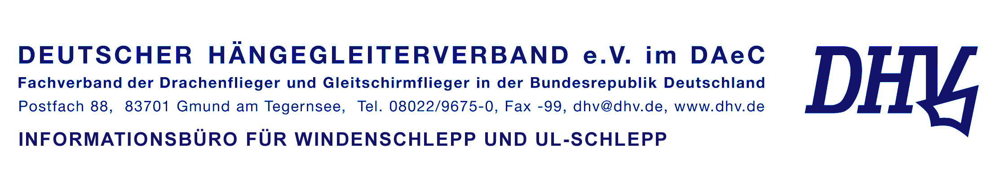 DEUTSCHER HÄNGEGLEITERVERBAND e.V. im DAeC
Fachverband der Drachenflieger und Gleitschirmflieger in der Bundesrepublik Deutschland
Postfach 88, 83701 Gmund am Tegernsee, Tel. 08022/9675-0, Fax -99, dhv@dhv.de, www.dhv.de
INFORMATIONSBÜRO FÜR WINDENSCHLEPP UND UL-SCHLEPP
DHV